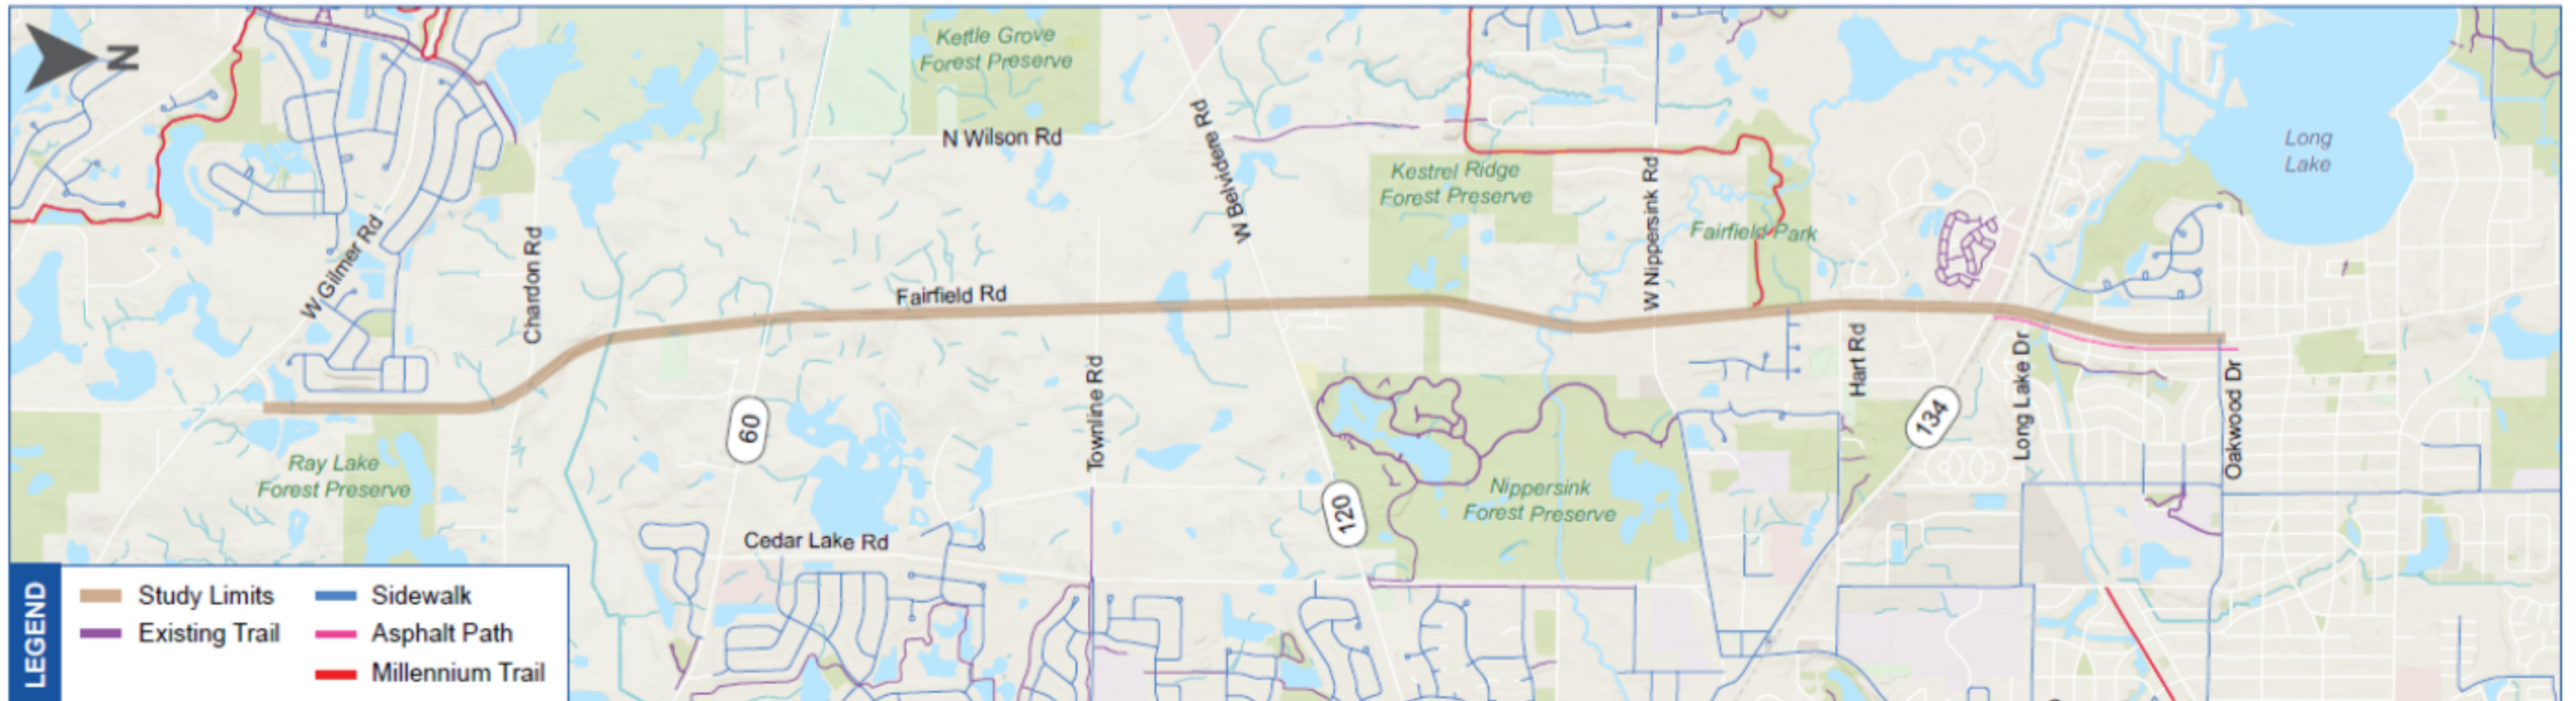 N
Kettle Grove
Forest Preserve
N Wilson Rd
W Belvidere Rd
Kestrel Ridge
Forest Preserve
W Nippersink Rd
Fairfield Park
Long
Lake
W Gilmer Rd
Chardon Rd
Fairfield Rd
Townline Rd
Hart Rd
Long Lake Dr
Oakwood Dr
60
134
120
Ray Lake
Forest Preserve
Nippersink
Forest Preserve
Cedar Lake Rd
LEGEND
Study Limits
Existing Trail
Sidewalk
Asphalt Path
Millennium Trail